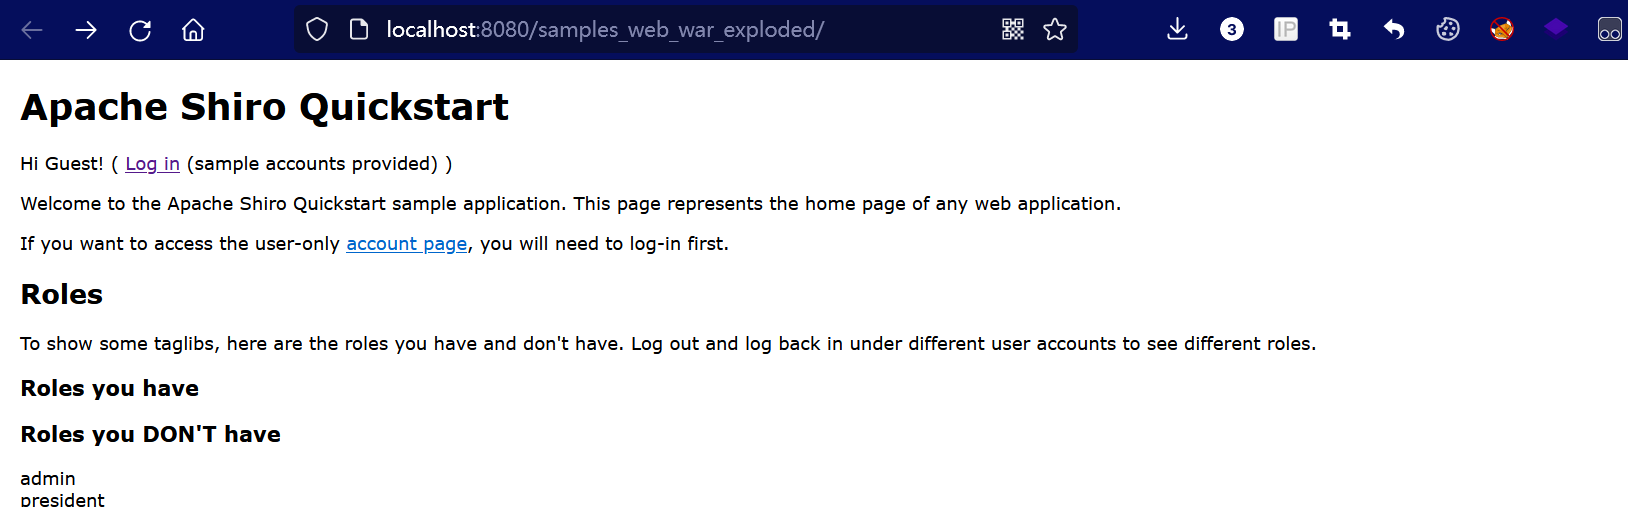 localhost:8080/samples_web_war_exploded/
3
IP
Apache Shiro Quickstart
Hi Guest! ( Log in (sample accounts provided) )
Welcome to the Apache Shiro Quickstart sample application. This page represents the home page of any web application.
If you want to access the user-only account page, you will need to log-in first.
Roles
To show some taglibs, here are the roles you have and don't have. Log out and log back in under different user accounts to see different roles.
Roles you have
Roles you DON'T have
admin
president